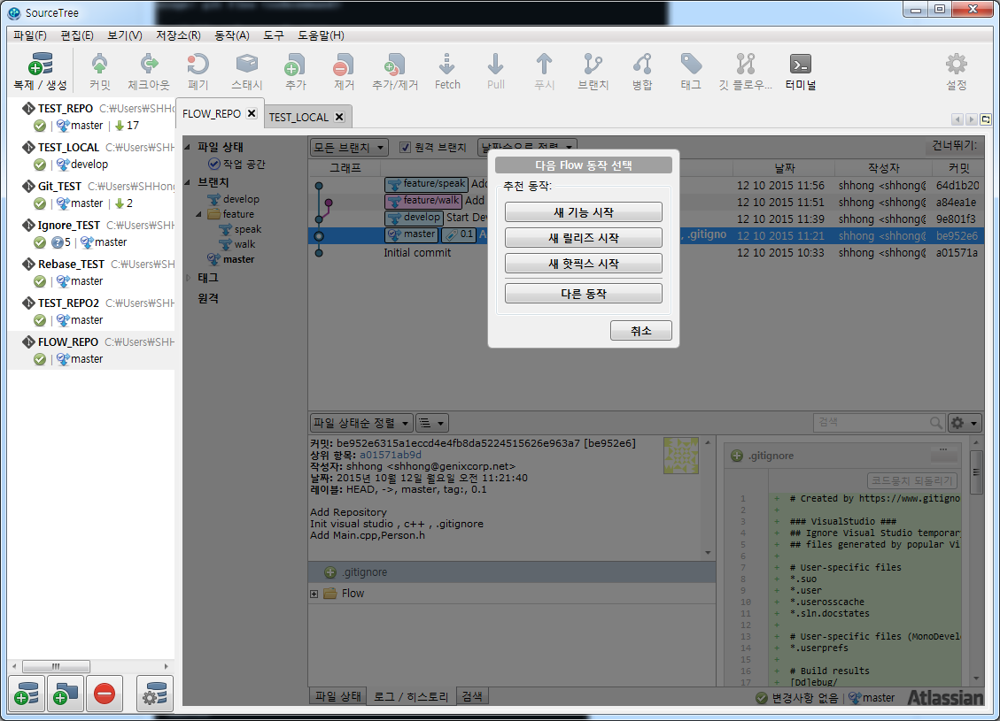 SourceTree
파일(F) 편집(E) 보기(V) 저장소(R) 동작(A) 도구 도움말(H)
복제 / 생성 커밋 체크아웃 폐기 스태시 추가 제거 추가/제거 Fetch Pull 푸시 브랜치 병합 태그 깃 플로우... 터미널 설정
TEST_REPO C:₩Users₩SHHo
master 17
TEST_LOCAL C:₩Users₩SH
develop
Git_TEST C:₩Users₩SHHong
master 2
Ignore_TEST C:₩Users₩SHH
5 master
Rebase_TEST C:₩Users₩SH
master
TEST_REPO2 C:₩Users₩SHH
master
FLOW_REPO C:₩Users₩SHH
master
FLOW_REPO TEST_LOCAL
파일 상태
작업 공간
브랜치
develop
feature
speak
walk
master
태그
원격
모든 브랜치 원격 브랜치 날짜순으로 정렬 건너뛰기:
그래프 날짜 작성자 커밋
feature/speak Add 12 10 2015 11:56 shhong <shhong@ 64d1b20
feature/walk Add 12 10 2015 11:51 shhong <shhong@ a84ea1e
develop Start Dev 12 10 2015 11:39 shhong <shhong@ 9e801f3
master 0.1 A , .gitigno 12 10 2015 11:21 shhong <shhong@ be952e6
Initial commit 12 10 2015 10:33 shhong <shhong@ a01571a
다음 Flow 동작 선택
추천 동작:
새 기능 시작
새 릴리즈 시작
새 핫픽스 시작
다른 동작
취소
파일 상태순 정렬 검색
커밋: be952e6315a1eccd4e4fb8da5224515626e963a7 [be952e6]
상위 항목: a01571ab9d
작성자: shhong <shhong@genixcorp.net>
날짜: 2015년 10월 12일 월요일 오전 11:21:40
레이블: HEAD, ->, master, tag:, 0.1
Add Repository
Init visual studio , c++ , .gitignore
Add Main.cpp,Person.h
.gitignore
Flow
.gitignore ...
코드뭉치 되돌리기
1 + # Created by https://www.gitigno
2 +
3 + ### VisualStudio ###
4 + ## Ignore Visual Studio temporar
5 + ## files generated by popular Vi
6 +
7 + # User-specific files
8 + *.suo
9 + *.user
10 + *.userosscache
11 + *.sln.docstates
12 +
13 + # User-specific files (MonoDevel
14 + *.userprefs
15 +
16 + # Build results
17 + [Dd]ebug/
파일 상태 로그 / 히스토리 검색
변경사항 없음 master Atlassian